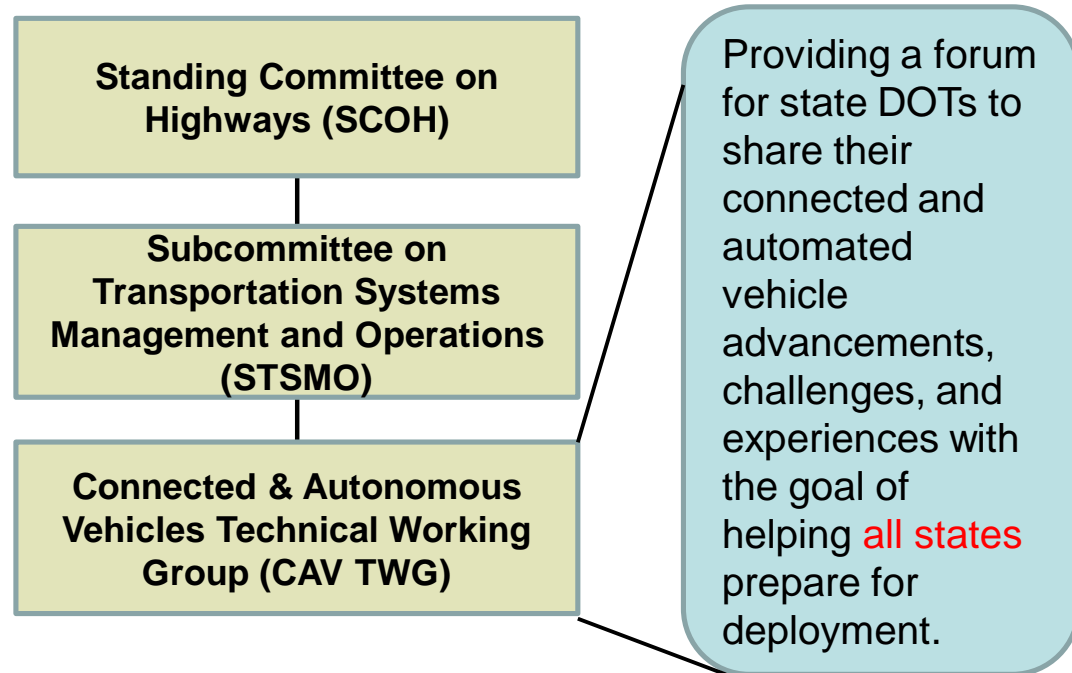 Standing Committee on
Highways (SCOH)
Subcommittee on
Transportation Systems
Management and Operations
(STSMO)
Connected & Autonomous
Vehicles Technical Working
Group (CAV TWG)
Providing a forum
for state DOTs to
share their
connected and
automated
vehicle
advancements,
challenges, and
experiences with
the goal of
helping all states
prepare for
deployment.